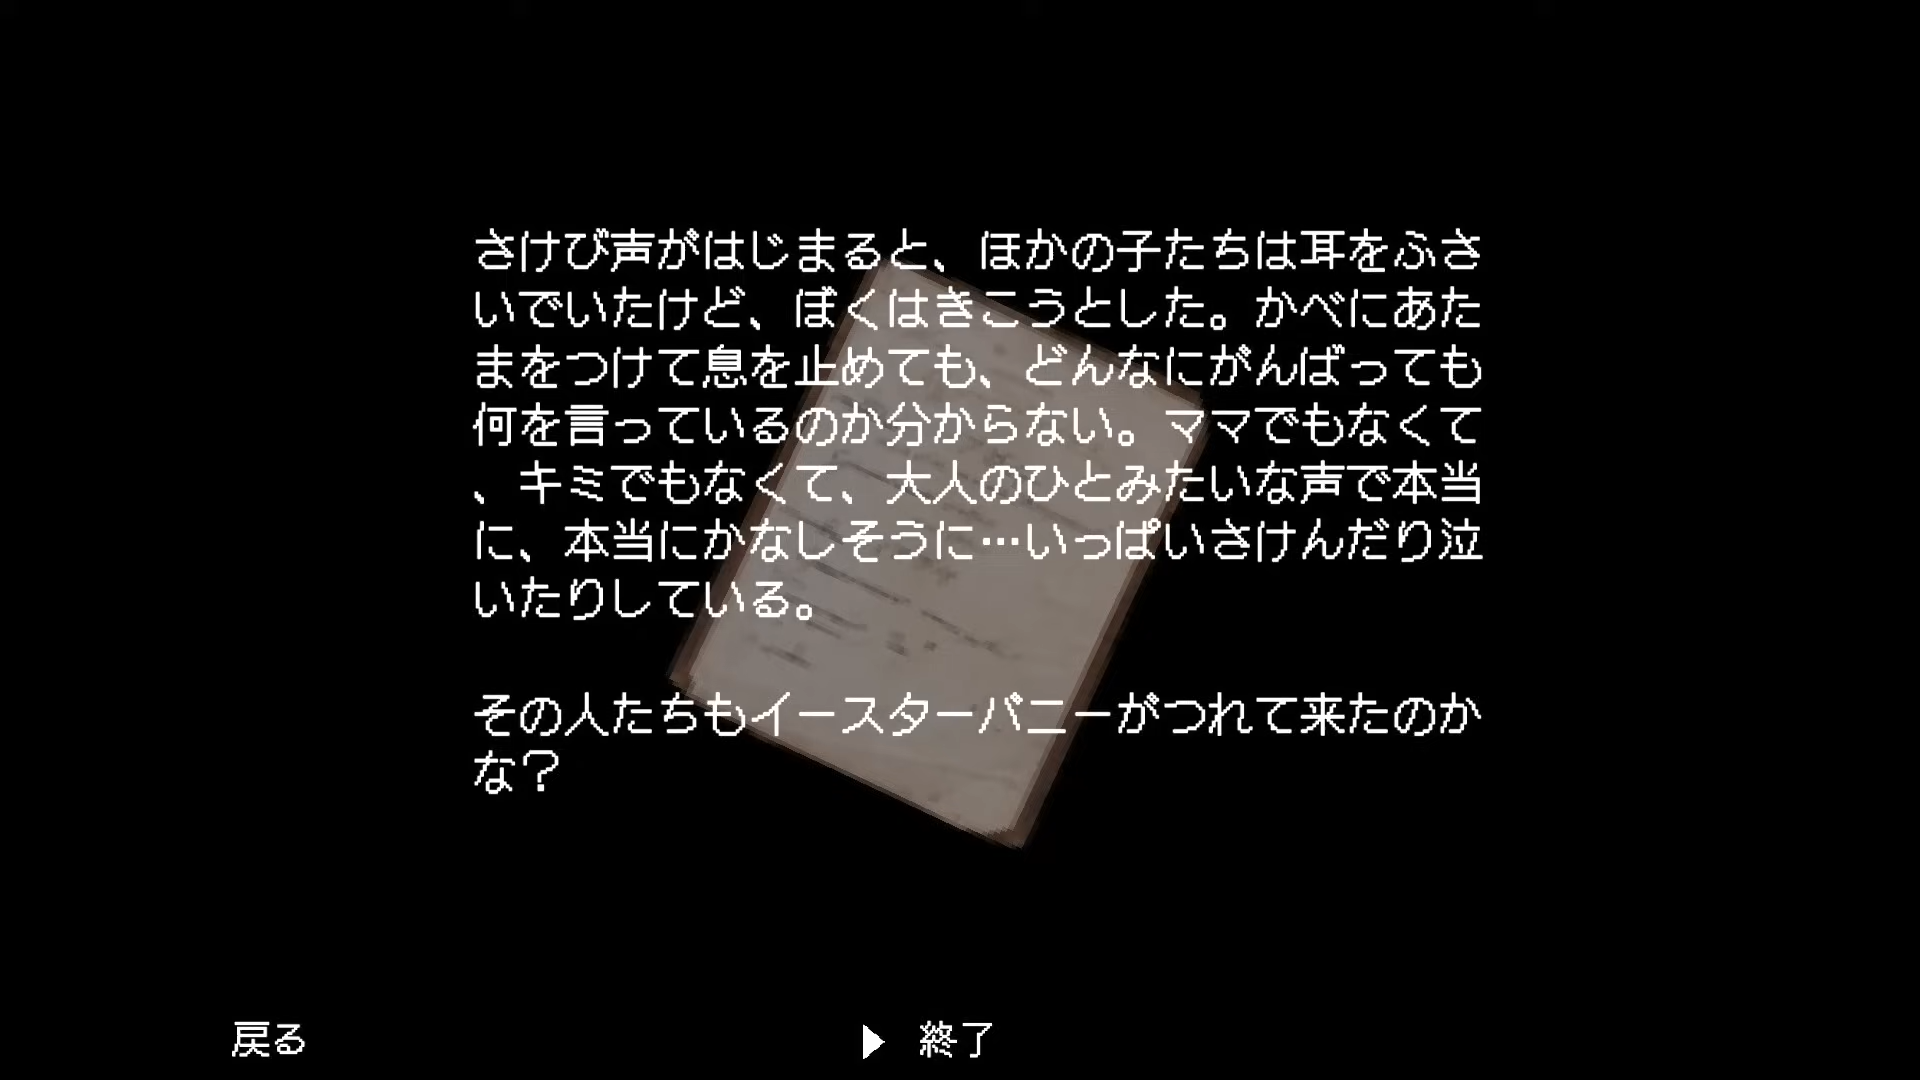 さけび声がはじまると、ほかの子たちは耳をふさ
いでいたけど、ぼくはきこうとした。かべにあた
まをつけて息を止めても、どんなにがんばっても
何を言っているのか分からない。ママでもなくて
、キミでもなくて、大人のひとみたいな声で本当
に、本当にかなしそうに…いっぱいさけんだり泣
いたりしている。
その人たちもイースターバニーがつれて来たのか
な？
戻る
▶ 終了